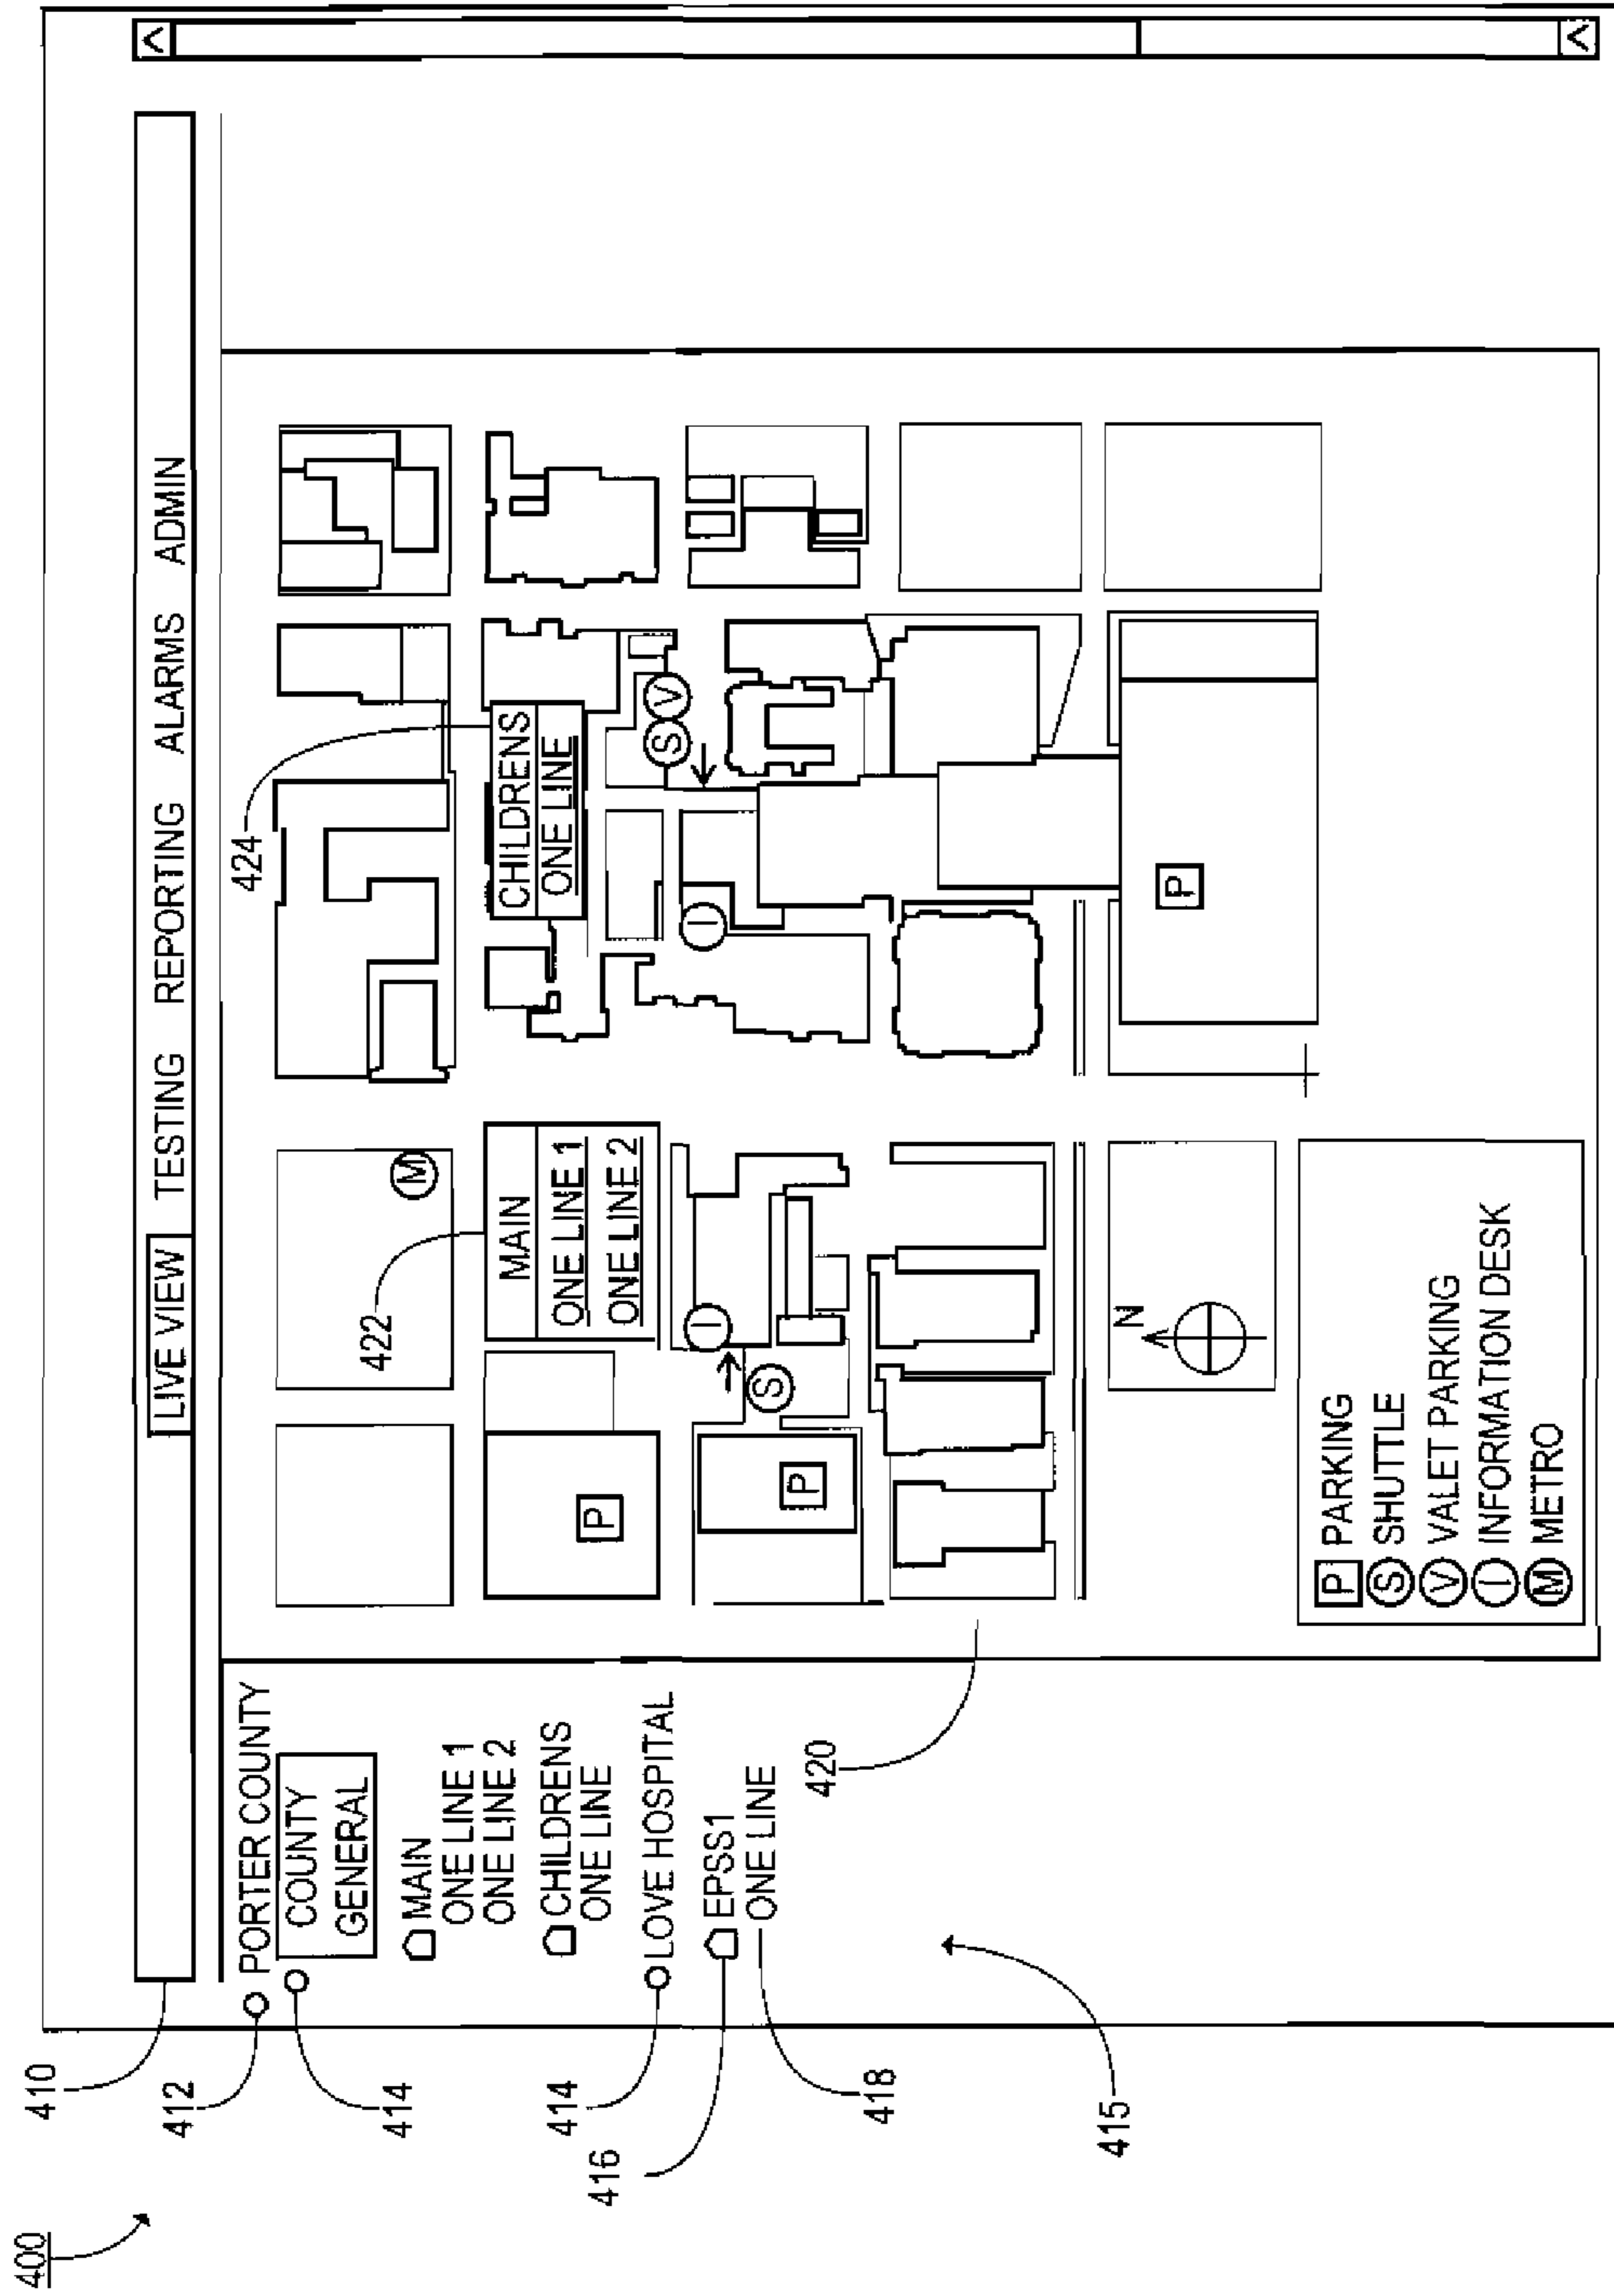 400
410
412
414
414
416
418
415
LIVE VIEW TESTING REPORTING ALARMS ADMIN
PORTER COUNTY
COUNTY
GENERAL
MAIN
ONE LINE 1
ONE LINE 2
CHILDRENS
ONE LINE
LOVE HOSPITAL
EPSS1
ONE LINE
420
422
424
M
MAIN
ONE LINE 1
ONE LINE 2
CHILDRENS
ONE LINE
P
I
S
P
S V
I
P
N
P PARKING
S SHUTTLE
V VALET PARKING
I INFORMATION DESK
M METRO